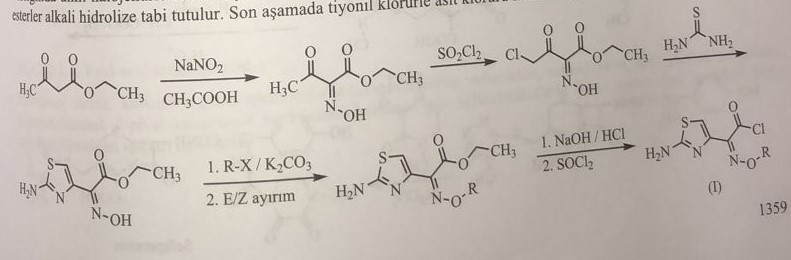 esterler alkali hidrolize tabi tutulur. Son aşamada tiyonil klorürle asit
H₃C O O O CH₃ NaNO₂ CH₃COOH H₃C O O O CH₃ N OH SO₂Cl₂ Cl O O O CH₃ N OH S H₂N NH₂
H₂N S N O O CH₃ N-OH 1. R-X / K₂CO₃ 2. E/Z ayırım H₂N S N O O CH₃ N-O R 1. NaOH / HCl 2. SOCl₂ H₂N S N O Cl N-O R
(I)
1359